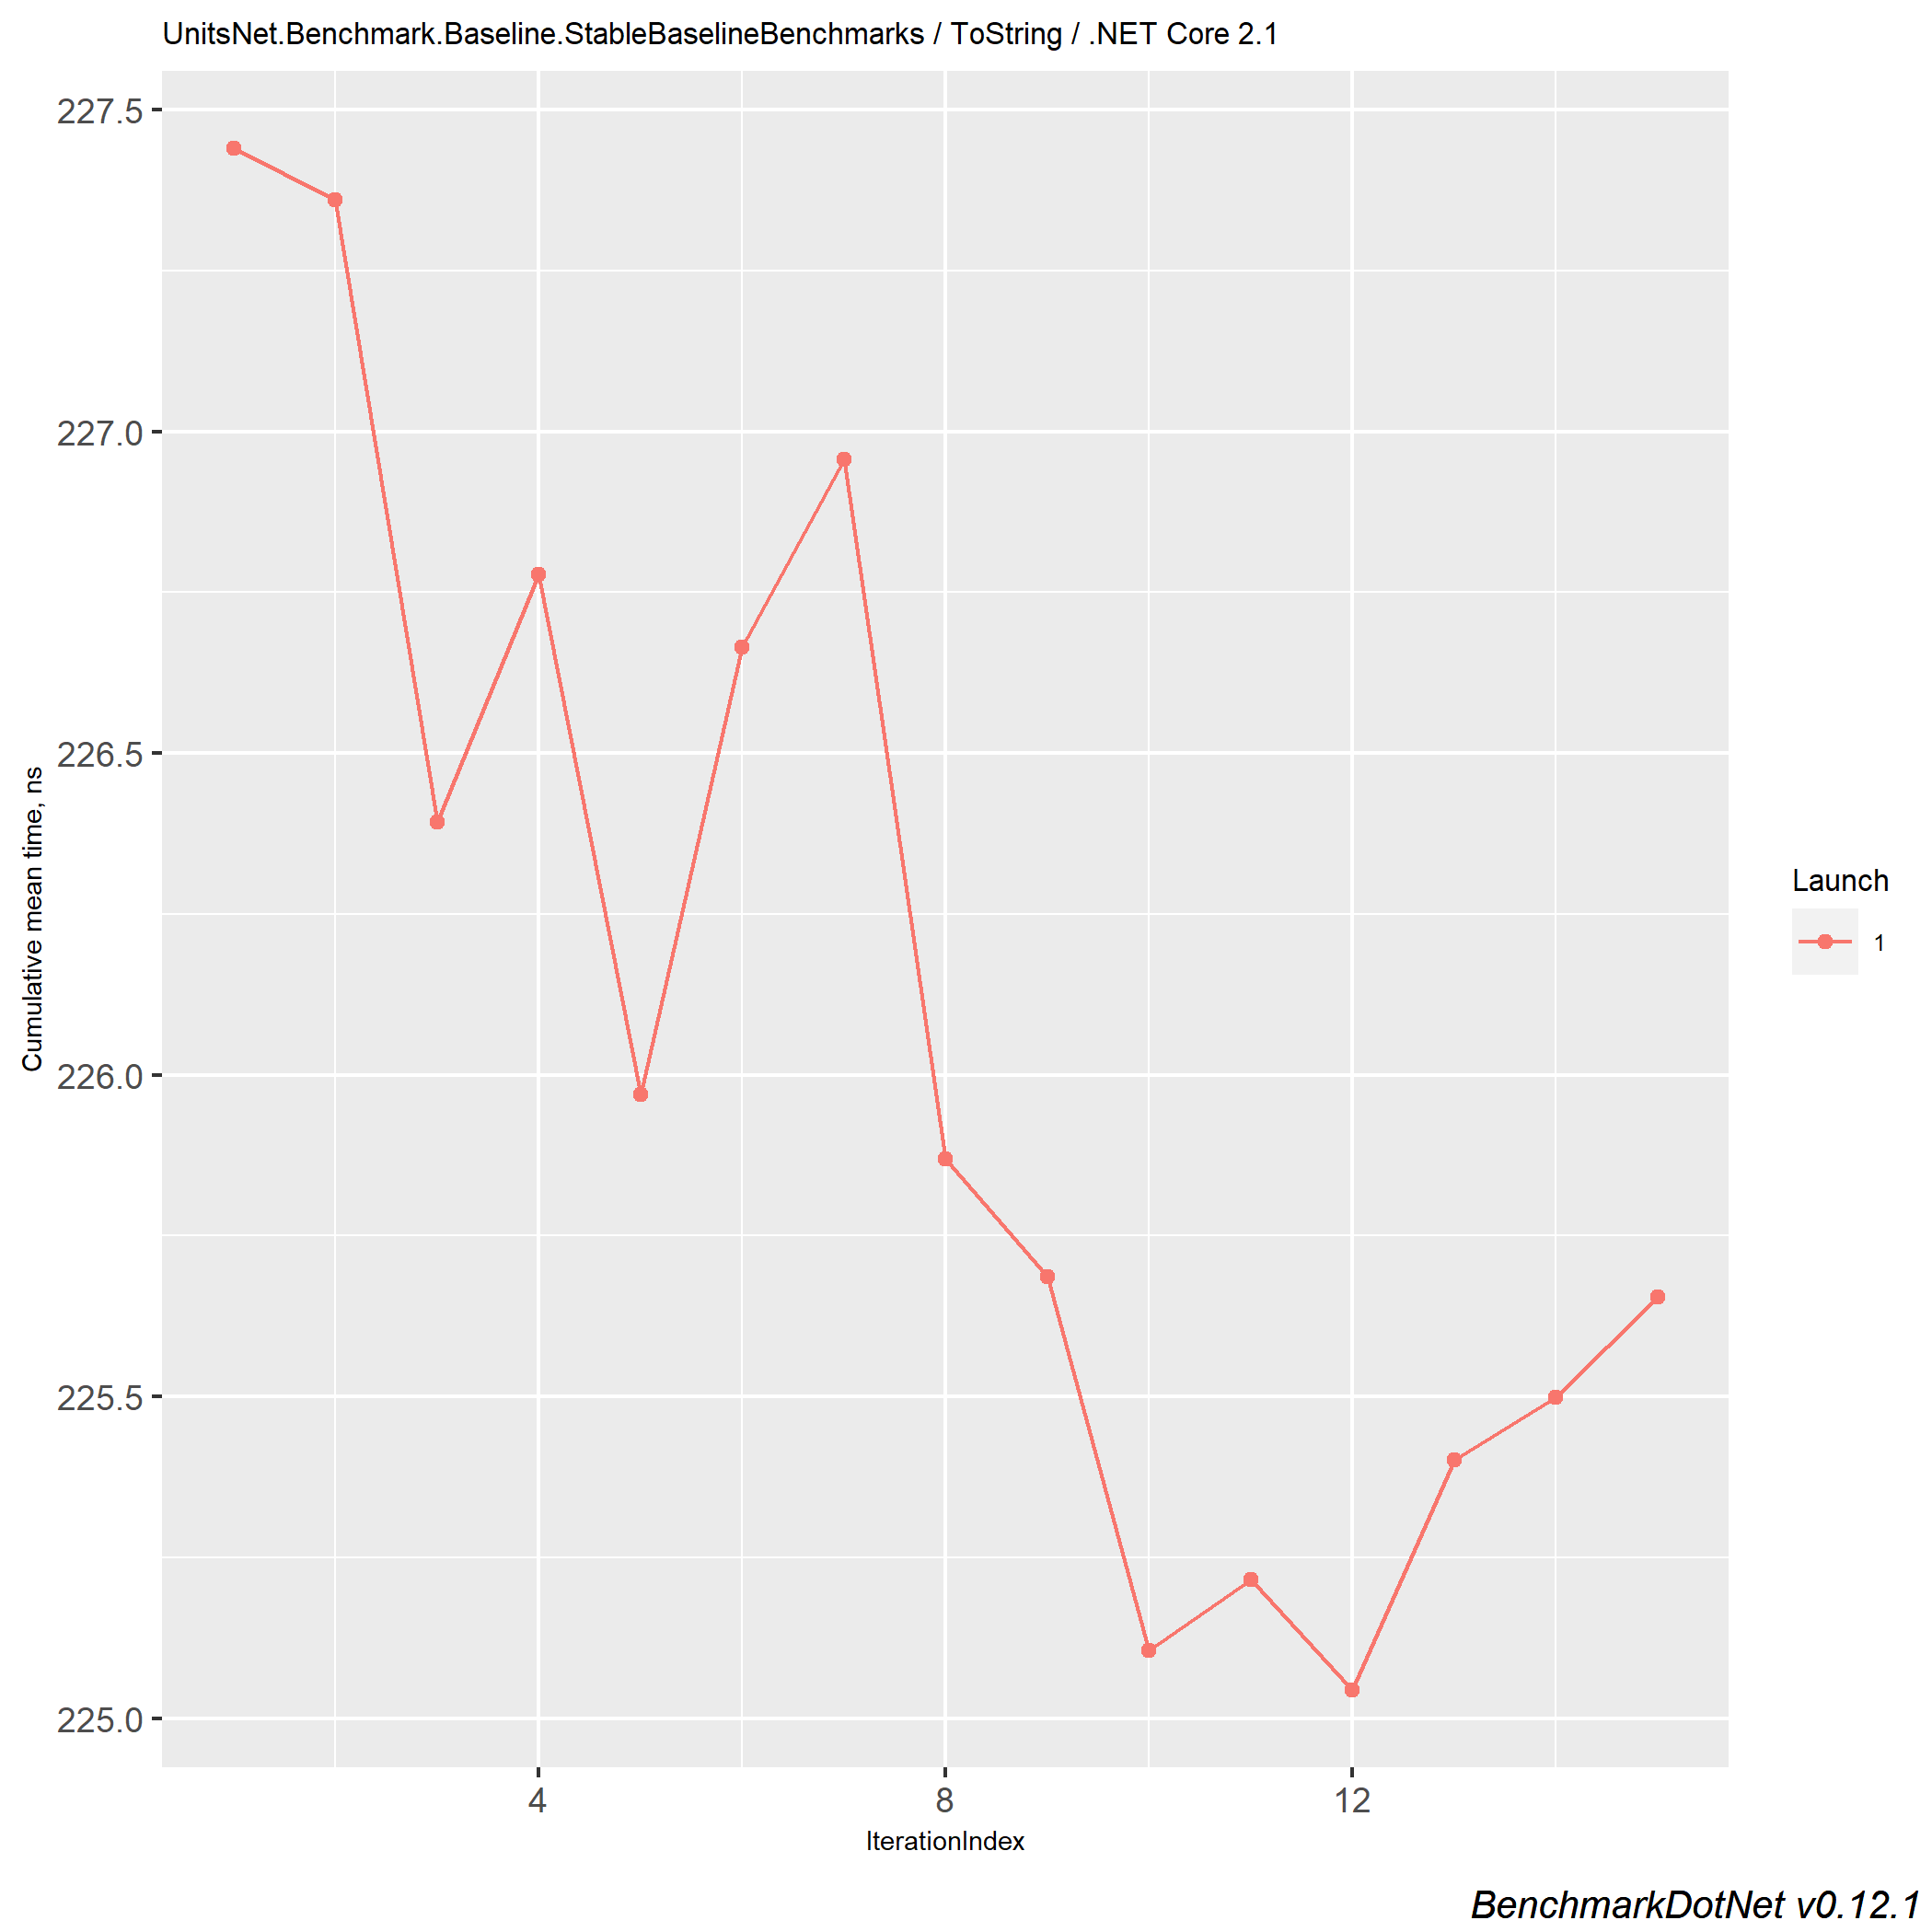 UnitsNet.Benchmark.Baseline.StableBaselineBenchmarks / ToString / .NET Core 2.1
227.5
227.0
226.5
226.0
225.5
225.0
Cumulative mean time, ns
4 8 12
IterationIndex
Launch
1
BenchmarkDotNet v0.12.1